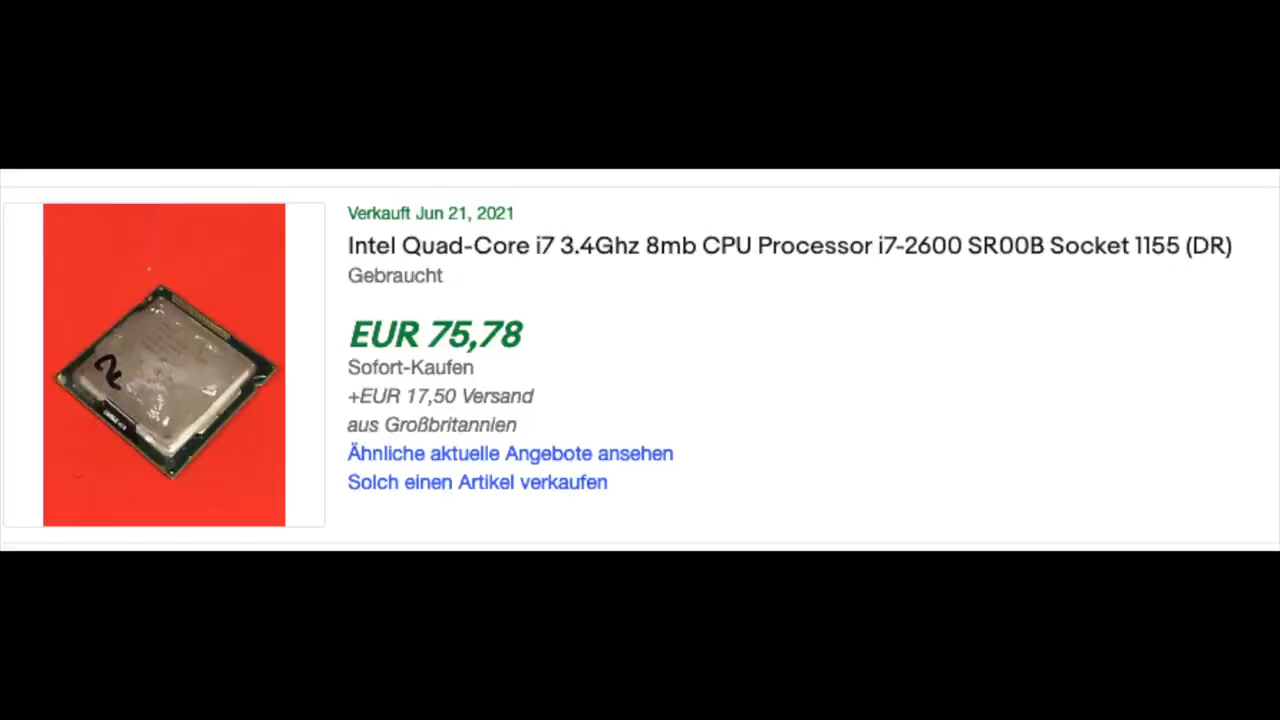 Verkauft Jun 21, 2021
Intel Quad-Core i7 3.4Ghz 8mb CPU Processor i7-2600 SR00B Socket 1155 (DR)
Gebraucht
EUR 75,78
Sofort-Kaufen
+EUR 17,50 Versand
aus Großbritannien
Ähnliche aktuelle Angebote ansehen
Solch einen Artikel verkaufen